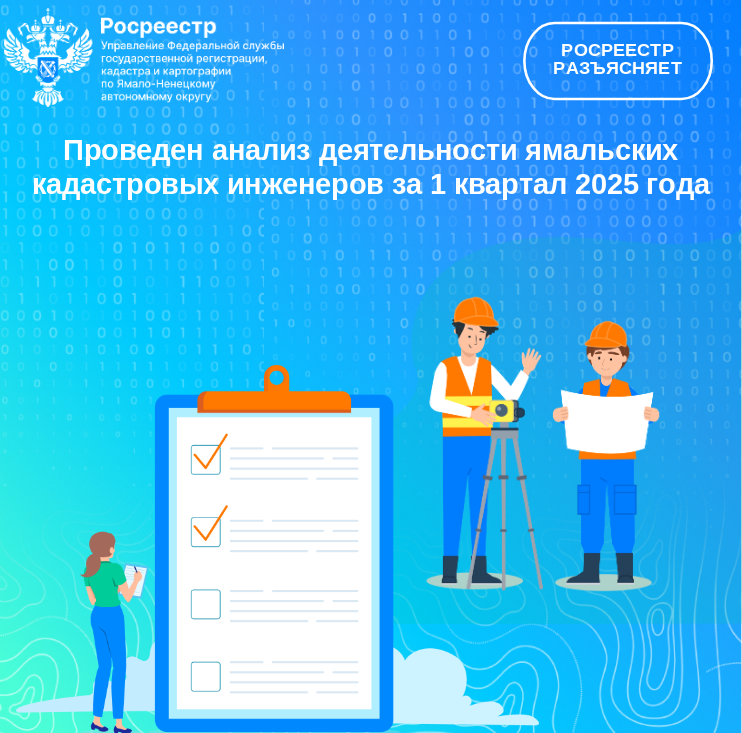 Росреестр
Управление Федеральной службы
государственной регистрации,
кадастра и картографии
по Ямало-Ненецкому
автономному округу
РОСРЕЕСТР
РАЗЪЯСНЯЕТ
Проведен анализ деятельности ямальских
кадастровых инженеров за 1 квартал 2025 года